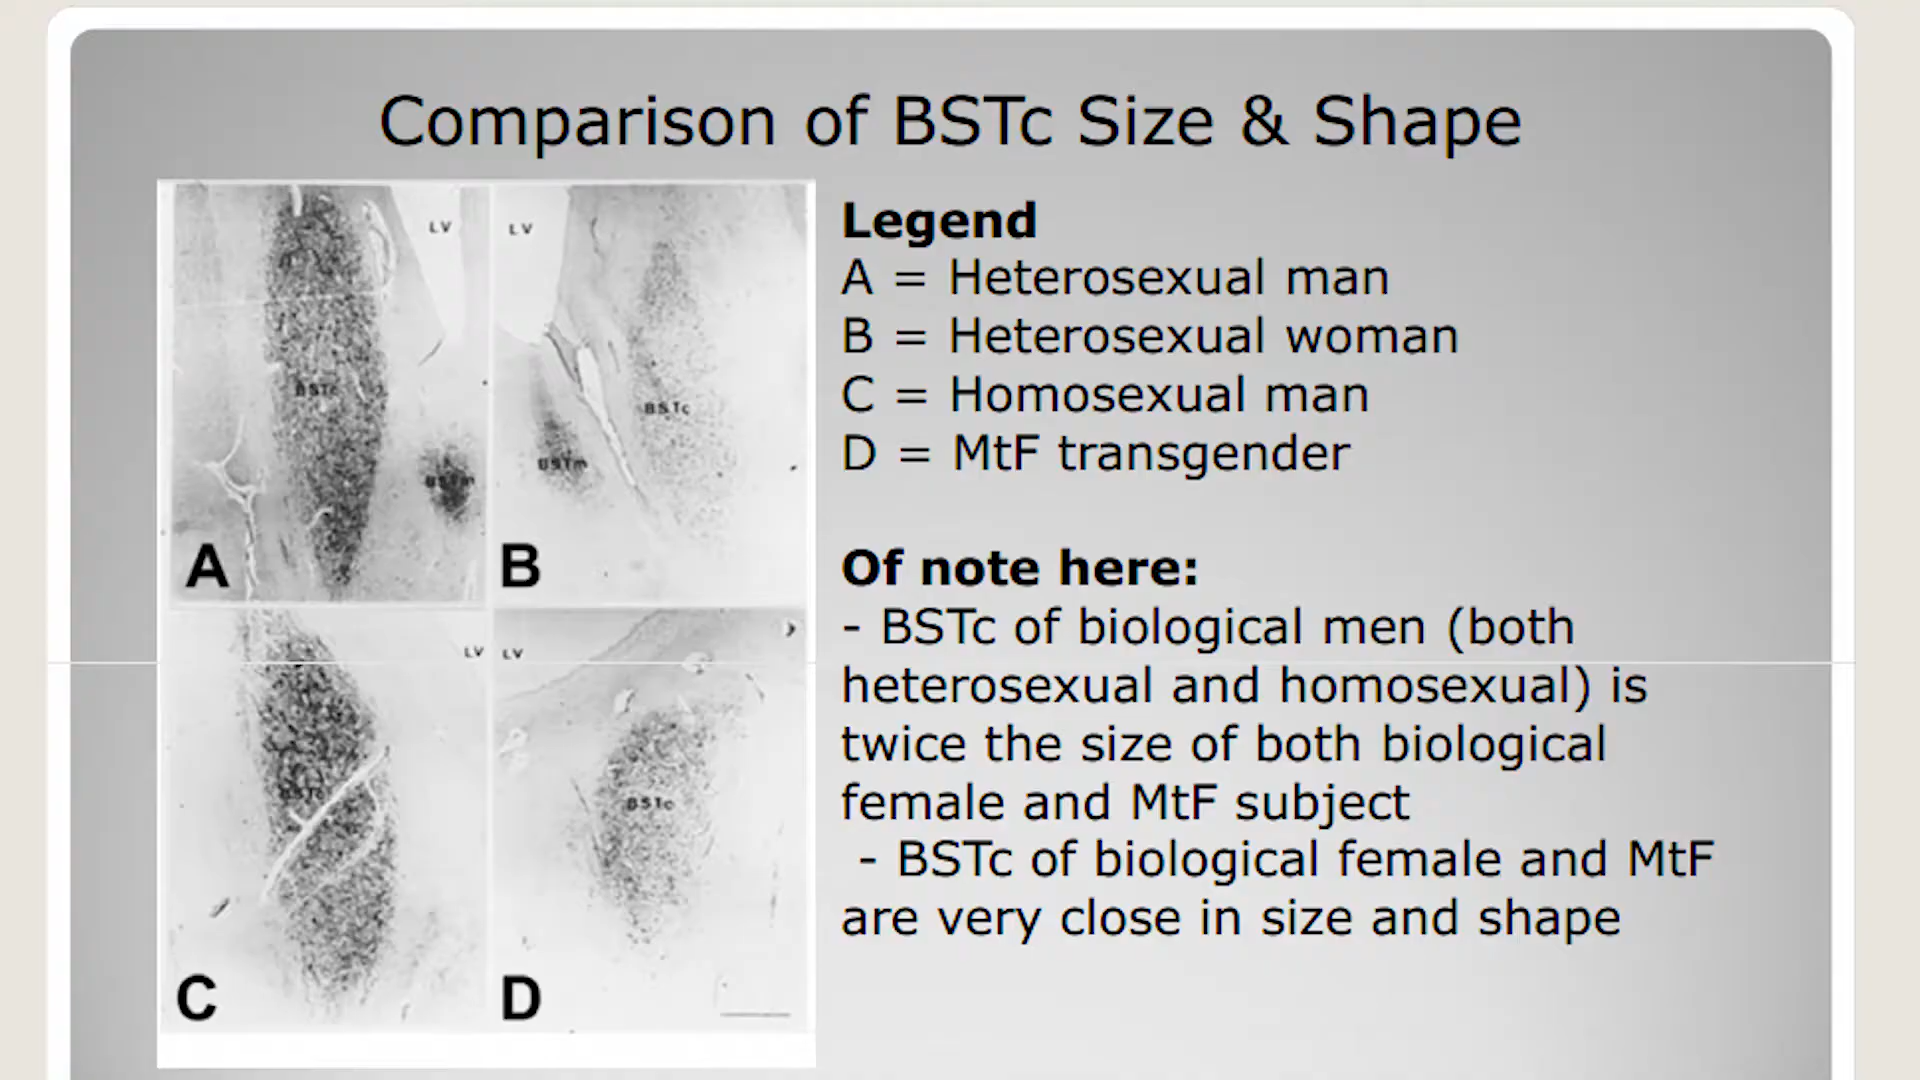 Comparison of BSTc Size & Shape
LV
LV
BSTc
BSTc
BSTm
BSTm
A
B
LV
LV
BSTc
BSTc
C
D
Legend
A = Heterosexual man
B = Heterosexual woman
C = Homosexual man
D = MtF transgender
Of note here:
- BSTc of biological men (both
heterosexual and homosexual) is
twice the size of both biological
female and MtF subject
- BSTc of biological female and MtF
are very close in size and shape